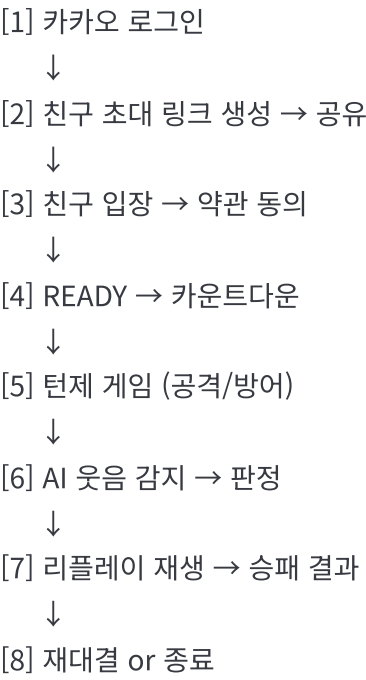 [1] 카카오 로그인
↓
[2] 친구 초대 링크 생성 → 공유
↓
[3] 친구 입장 → 약관 동의
↓
[4] READY → 카운트다운
↓
[5] 턴제 게임 (공격/방어)
↓
[6] AI 웃음 감지 → 판정
↓
[7] 리플레이 재생 → 승패 결과
↓
[8] 재대결 or 종료